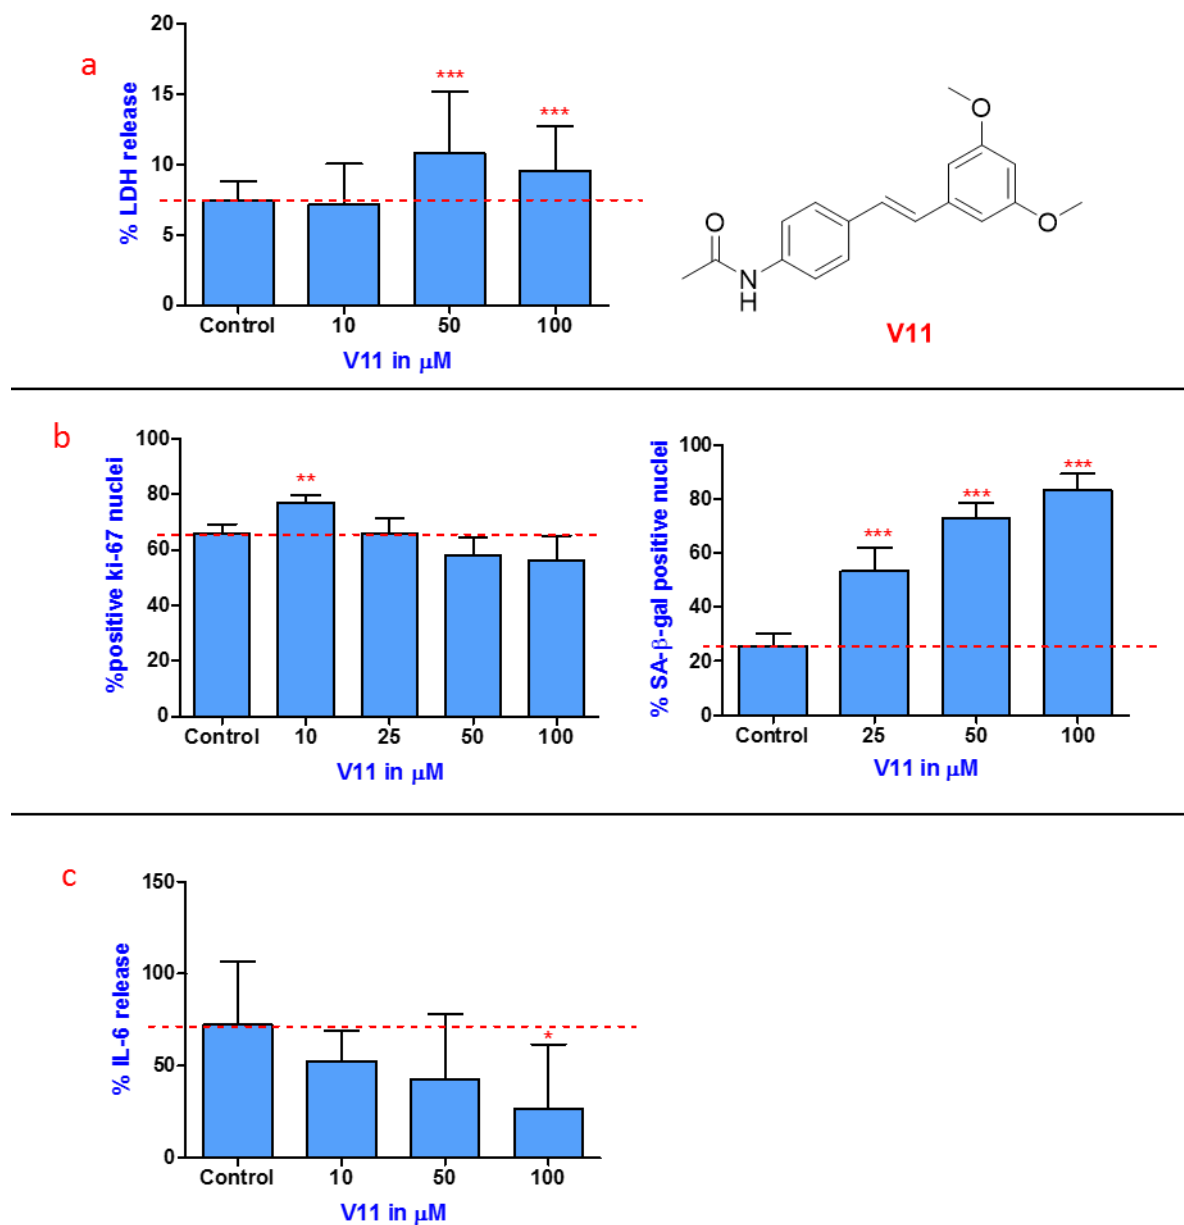 a
% LDH release
20
15
10
5
0
***
***
Control 10 50 100
V11 in μM
O
O
O
N
H
V11
b
%positive ki-67 nuclei
100
80
60
40
20
0
**
Control 10 25 50 100
V11 in μM
% SA-β-gal positive nuclei
100
80
60
40
20
0
***
***
***
Control 25 50 100
V11 in μM
c
% IL-6 release
150
100
50
0
*
Control 10 50 100
V11 in μM